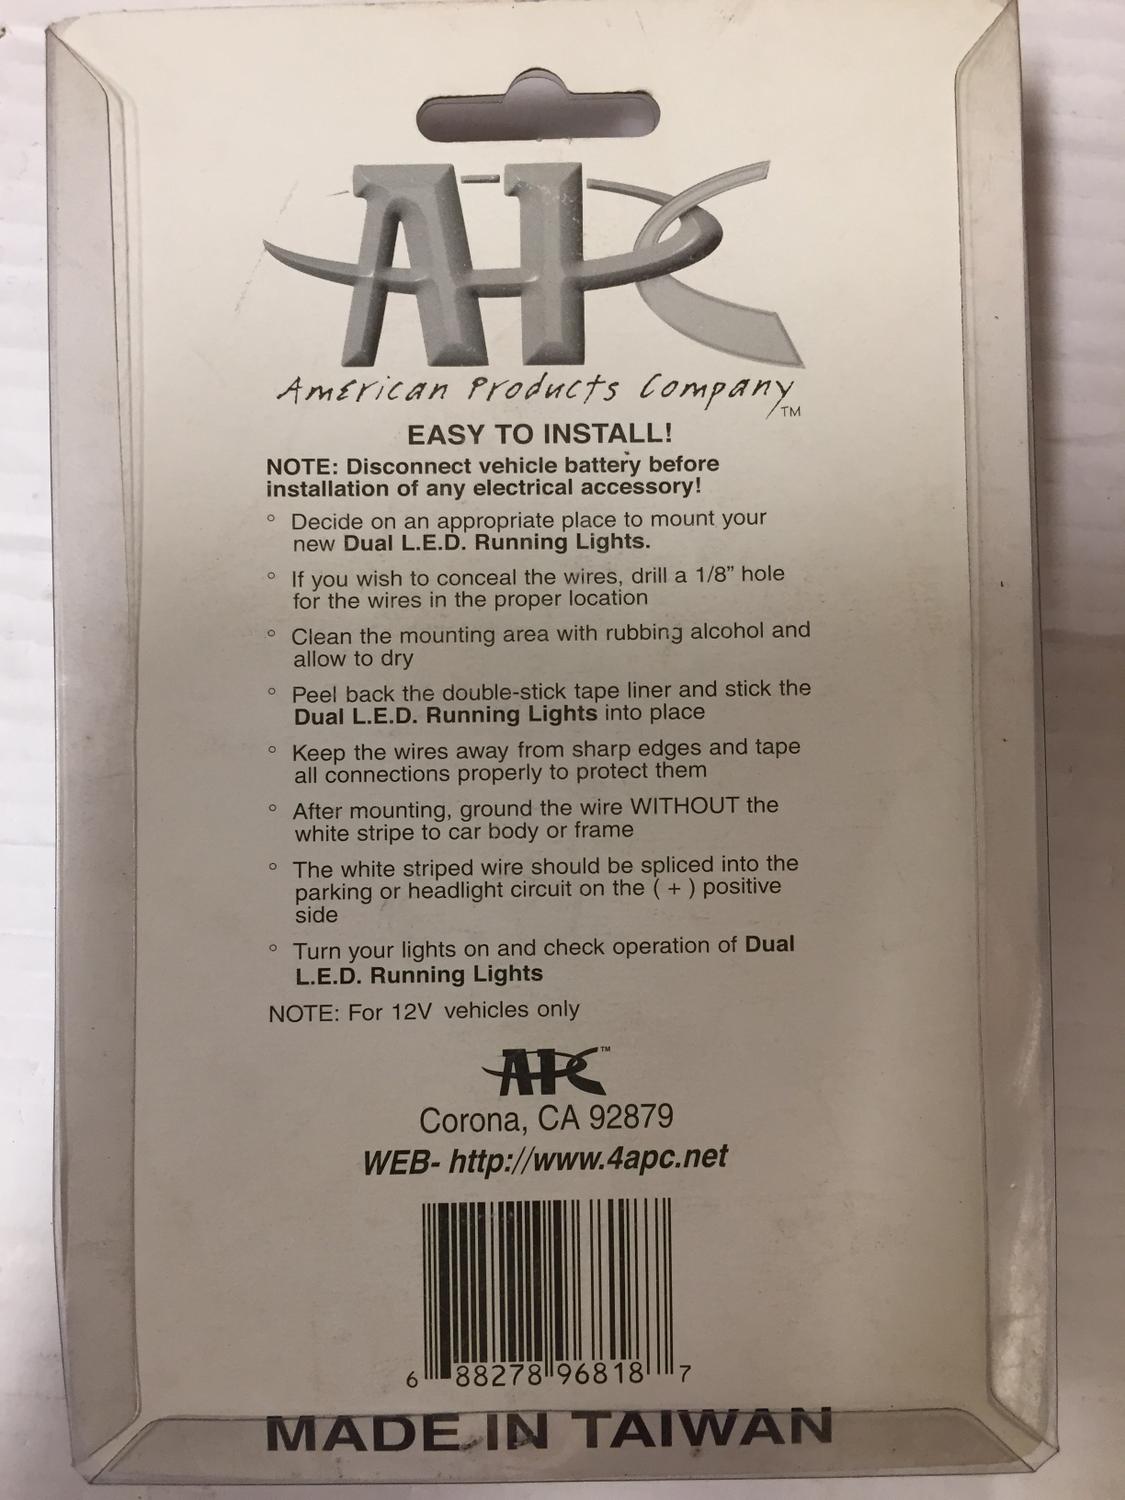 APC
American Products Company TM
EASY TO INSTALL!
NOTE: Disconnect vehicle battery before
installation of any electrical accessory!
° Decide on an appropriate place to mount your
new Dual L.E.D. Running Lights.
° If you wish to conceal the wires, drill a 1/8” hole
for the wires in the proper location
° Clean the mounting area with rubbing alcohol and
allow to dry
° Peel back the double-stick tape liner and stick the
Dual L.E.D. Running Lights into place
° Keep the wires away from sharp edges and tape
all connections properly to protect them
° After mounting, ground the wire WITHOUT the
white stripe to car body or frame
° The white striped wire should be spliced into the
parking or headlight circuit on the ( + ) positive
side
° Turn your lights on and check operation of Dual
L.E.D. Running Lights
NOTE: For 12V vehicles only
APC TM
Corona, CA 92879
WEB- http://www.4apc.net
6 88278 96818 7
MADE IN TAIWAN